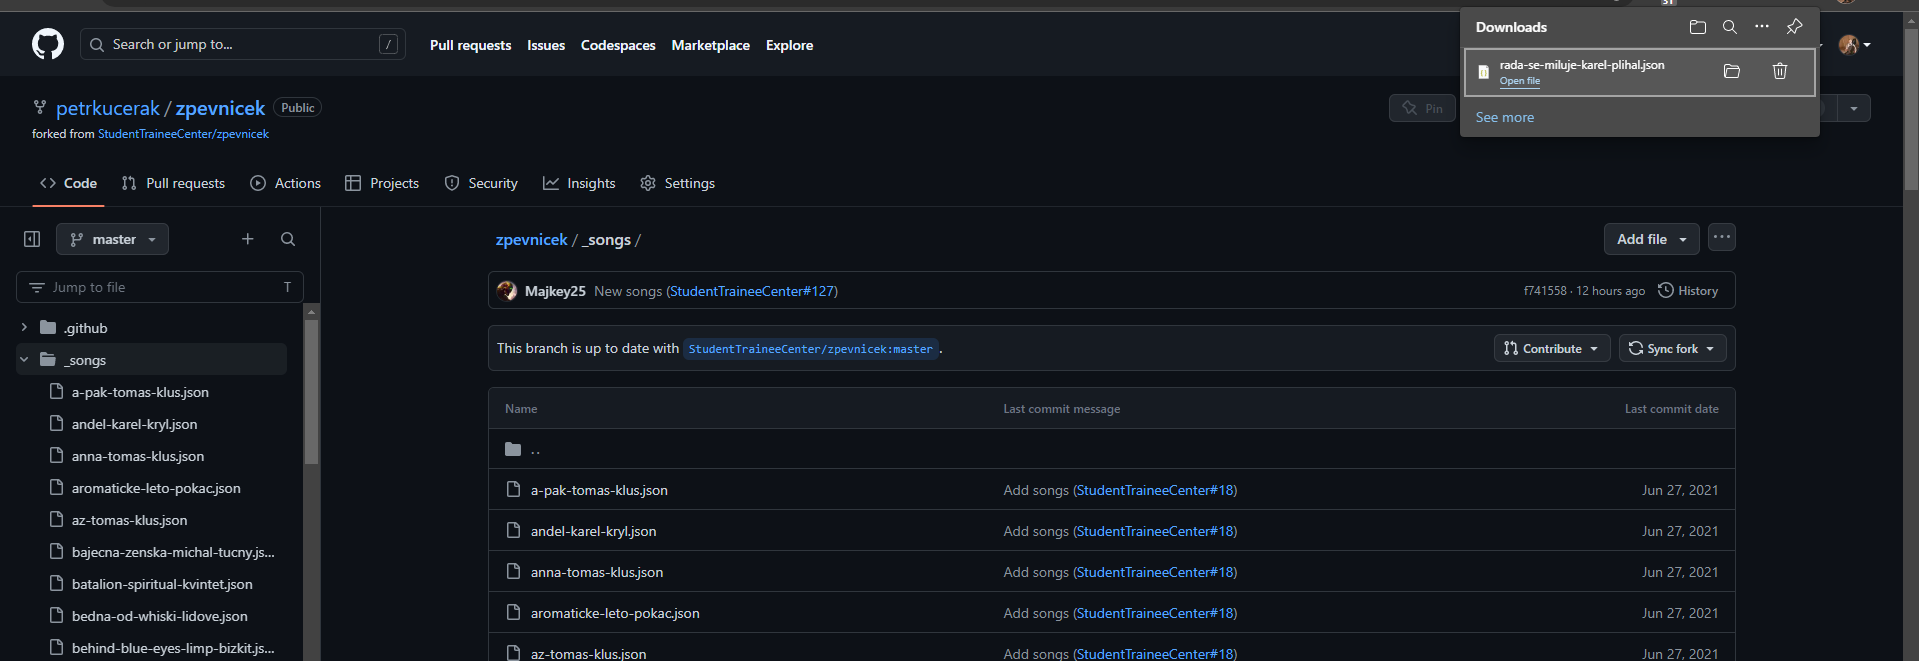 31
Search or jump to...
/
Pull requests
Issues
Codespaces
Marketplace
Explore
Downloads
rada-se-miluje-karel-plihal.json
Open file
See more
petrkucerak / zpevnicek
Public
forked from StudentTraineeCenter/zpevnicek
Pin
Code
Pull requests
Actions
Projects
Security
Insights
Settings
master
Jump to file
T
.github
_songs
a-pak-tomas-klus.json
andel-karel-kryl.json
anna-tomas-klus.json
aromaticke-leto-pokac.json
az-tomas-klus.json
bajecna-zenska-michal-tucny.js...
batalion-spiritual-kvintet.json
bedna-od-whiski-lidove.json
behind-blue-eyes-limp-bizkit.js...
zpevnicek / _songs /
Add file
Majkey25 New songs (StudentTraineeCenter#127)
f741558 · 12 hours ago
History
This branch is up to date with StudentTraineeCenter/zpevnicek:master .
Contribute
Sync fork
Name Last commit message Last commit date
..
a-pak-tomas-klus.json Add songs (StudentTraineeCenter#18) Jun 27, 2021
andel-karel-kryl.json Add songs (StudentTraineeCenter#18) Jun 27, 2021
anna-tomas-klus.json Add songs (StudentTraineeCenter#18) Jun 27, 2021
aromaticke-leto-pokac.json Add songs (StudentTraineeCenter#18) Jun 27, 2021
az-tomas-klus.json Add songs (StudentTraineeCenter#18) Jun 27, 2021